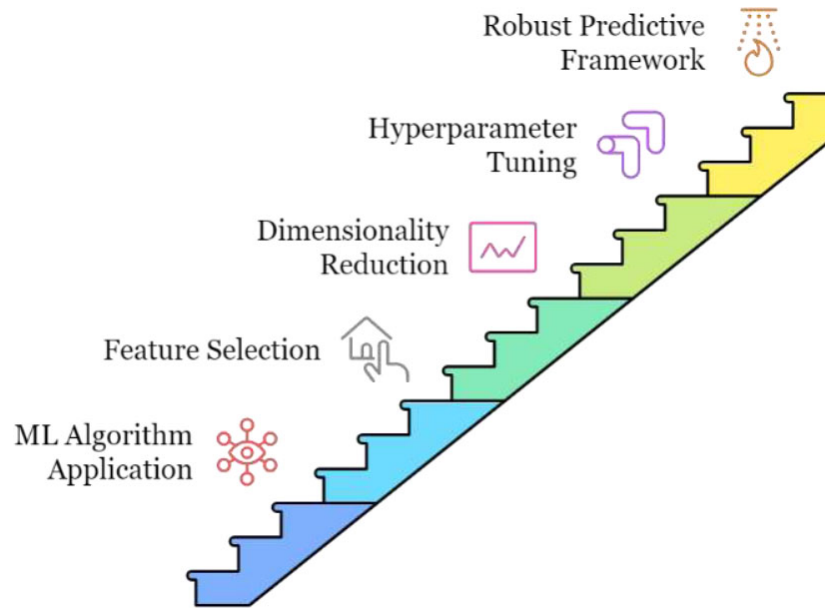 Robust Predictive
Framework
Hyperparameter
Tuning
Dimensionality
Reduction
Feature Selection
ML Algorithm
Application